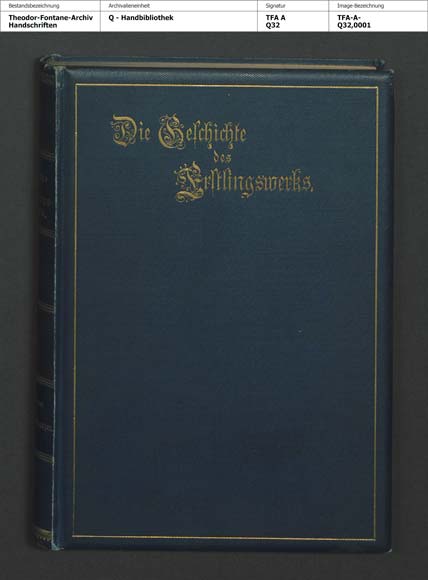 Bestandsbezeichnung
Theodor-Fontane-Archiv
Handschriften
Archivalieneinheit
Q - Handbibliothek
Signatur
TFA A
Q32
Image-Bezeichnung
TFA-A-
Q32,0001
Die Geſchichte
des
Erſtlingswerks.